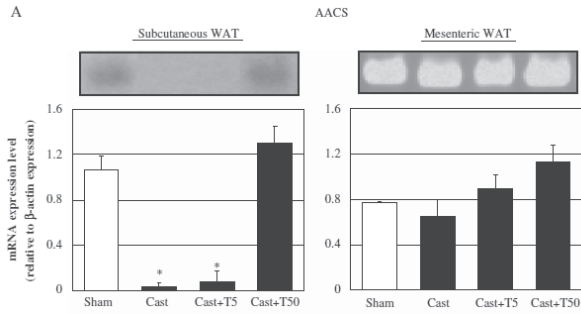 A
AACS
Subcutaneous WAT
Mesenteric WAT
mRNA expression level
(relative to β-actin expression)
1.6
1.2
0.8
0.4
0
*
*
Sham Cast Cast+T5 Cast+T50
1.6
1.2
0.8
0.4
0
Sham Cast Cast+T5 Cast+T50